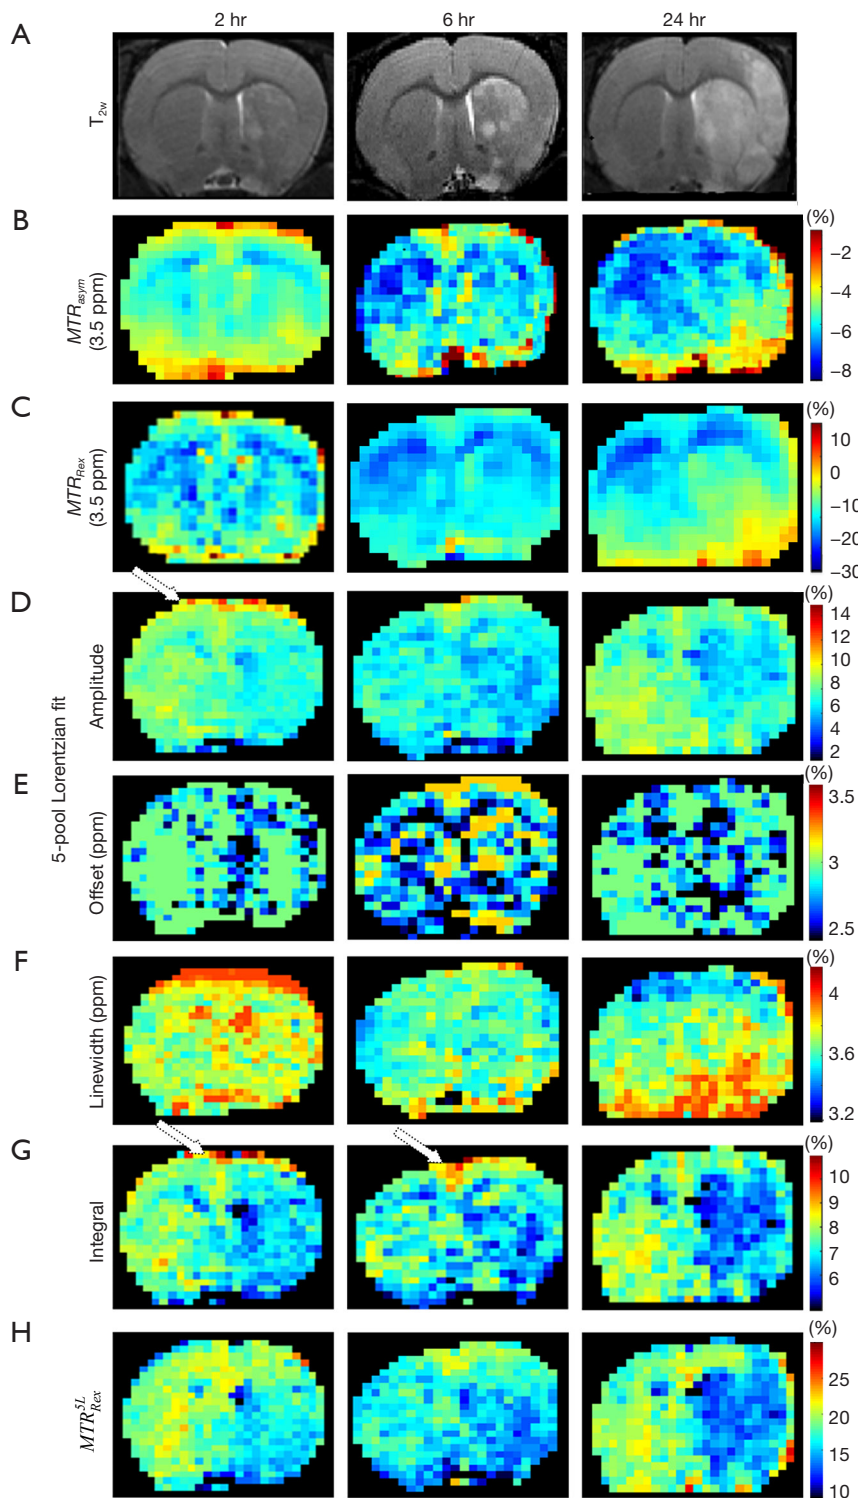 2 hr 6 hr 24 hr
A
T2w
B
MTRasym
(3.5 ppm)
(%)
−2
−4
−6
−8
C
MTRRex
(3.5 ppm)
(%)
10
0
−10
−20
−30
5-pool Lorentzian fit
D
Amplitude
(%)
14
12
10
8
6
4
2
E
Offset (ppm)
(%)
3.5
3
2.5
F
Linewidth (ppm)
(%)
4
3.6
3.2
G
Integral
(%)
10
9
8
7
6
H
MTR5LRex
(%)
25
20
15
10